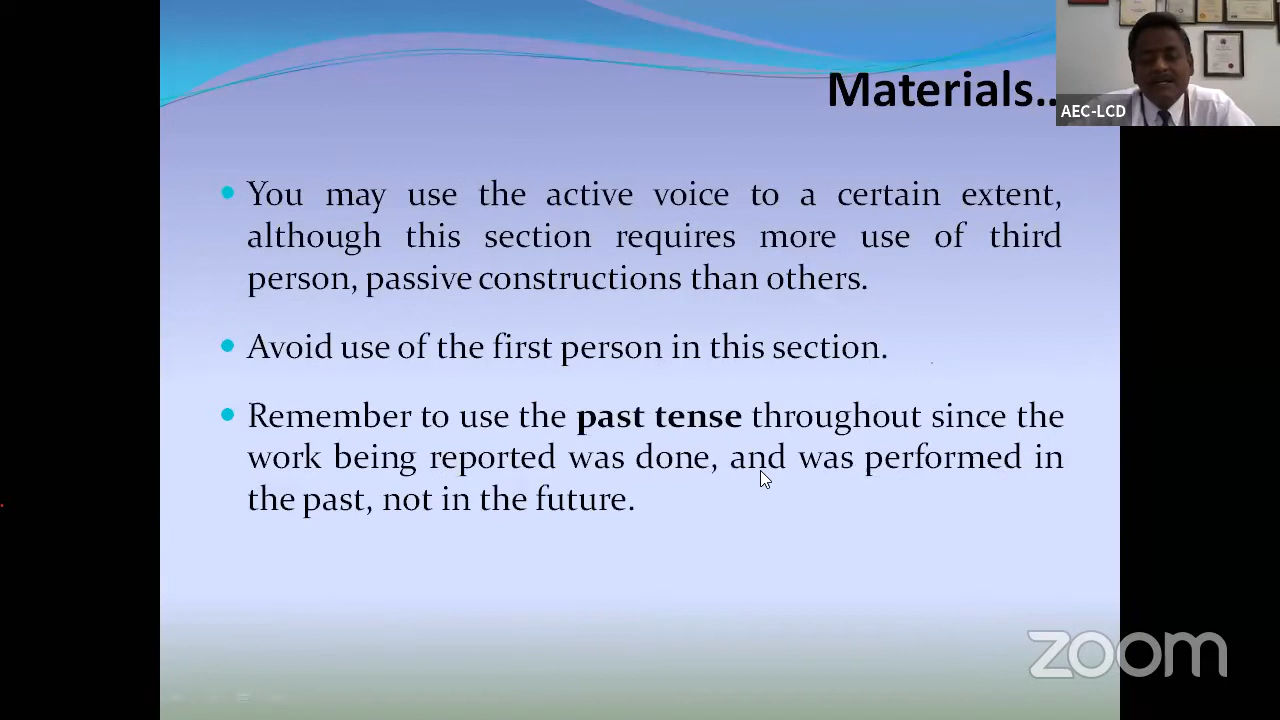 Materials..
AEC-LCD
You may use the active voice to a certain extent,
although this section requires more use of third
person, passive constructions than others.
Avoid use of the first person in this section.
Remember to use the past tense throughout since the
work being reported was done, and was performed in
the past, not in the future.
zoom